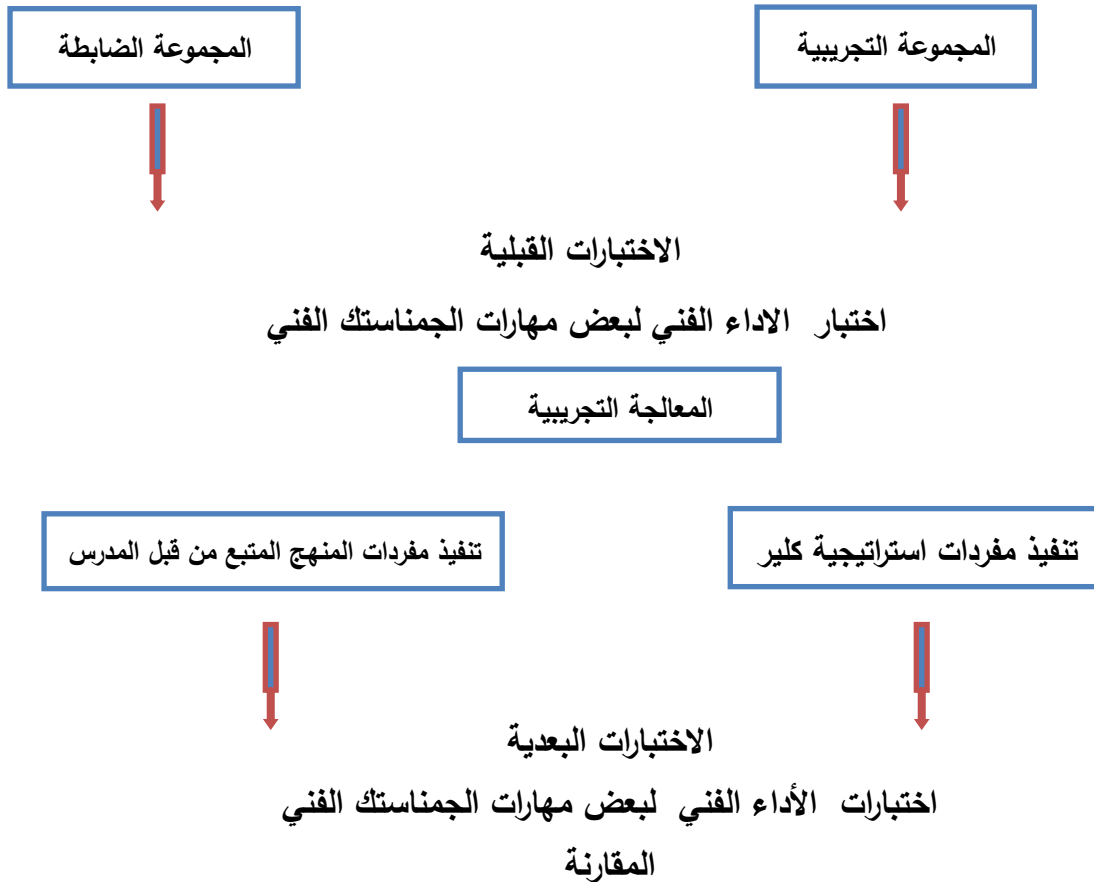 المجموعة التجريبية
المجموعة الضابطة
الاختبارات القبلية
اختبار الاداء الفني لبعض مهارات الجمناستك الفني
المعالجة التجريبية
تنفيذ مفردات استراتيجية كلير
تنفيذ مفردات المنهج المتبع من قبل المدرس
الاختبارات البعدية
اختبارات الأداء الفني لبعض مهارات الجمناستك الفني
المقارنة